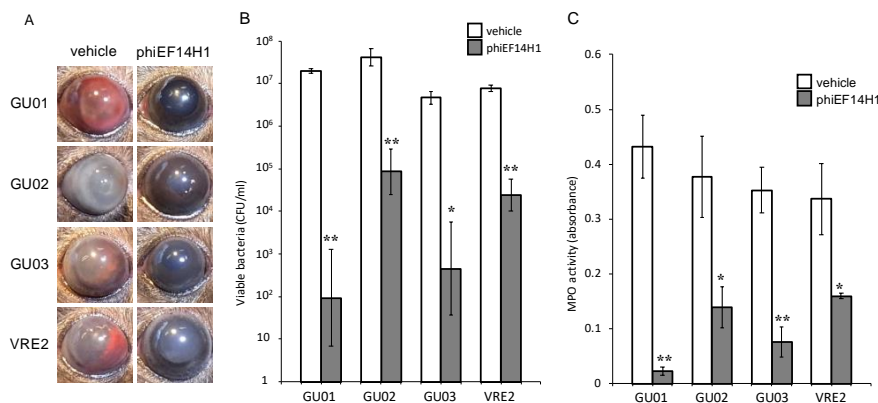 A
vehicle phiEF14H1
GU01
GU02
GU03
VRE2
B
vehicle
phiEF14H1
Viable bacteria (CFU/ml)
10⁸
10⁷
10⁶
10⁵
10⁴
10³
10²
10¹
1
**
**
*
**
GU01 GU02 GU03 VRE2
C
vehicle
phiEF14H1
MPO activity (absorbance)
0.6
0.5
0.4
0.3
0.2
0.1
0
**
*
**
*
GU01 GU02 GU03 VRE2